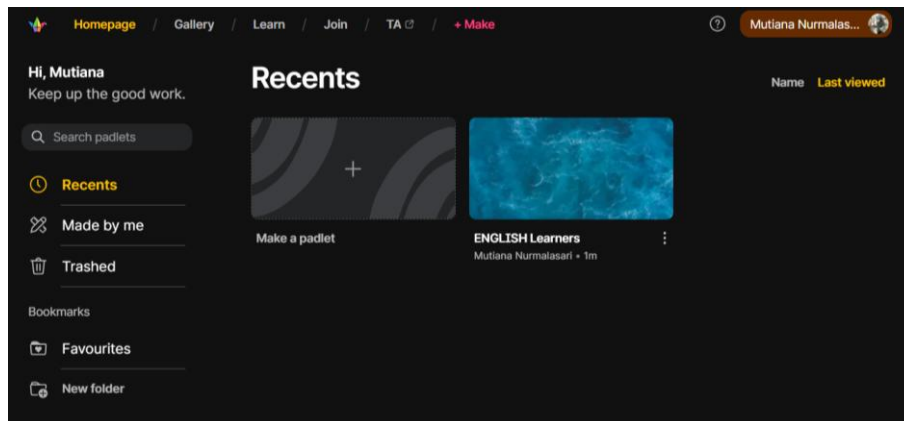 Homepage / Gallery / Learn / Join / TA / + Make
Mutiana Nurmalas...
Hi, Mutiana
Keep up the good work.
Search padlets
Recents
Made by me
Trashed
Bookmarks
Favourites
New folder
Recents
Name Last viewed
Make a padlet
ENGLISH Learners
Mutiana Nurmalasari • 1m